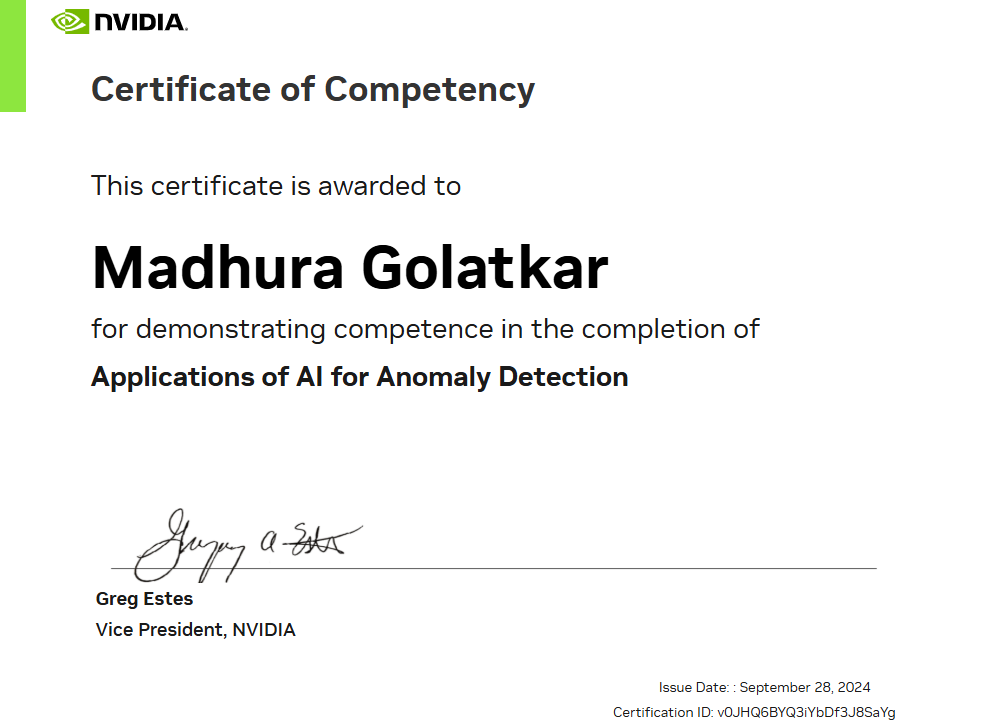 NVIDIA.
Certificate of Competency
This certificate is awarded to
Madhura Golatkar
for demonstrating competence in the completion of
Applications of AI for Anomaly Detection
Gregory A Estes
Greg Estes
Vice President, NVIDIA
Issue Date: : September 28, 2024
Certification ID: v0JHQ6BYQ3iYbDf3J8SaYg